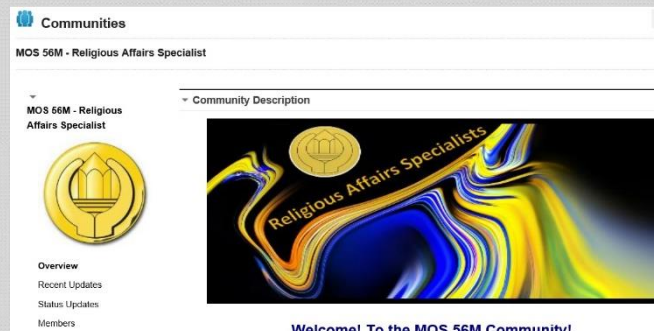 Communities
MOS 56M - Religious Affairs Specialist
MOS 56M - Religious
Affairs Specialist
Community Description
Religious Affairs Specialists
Overview
Recent Updates
Status Updates
Members
Welcome! To the MOS 56M Community!